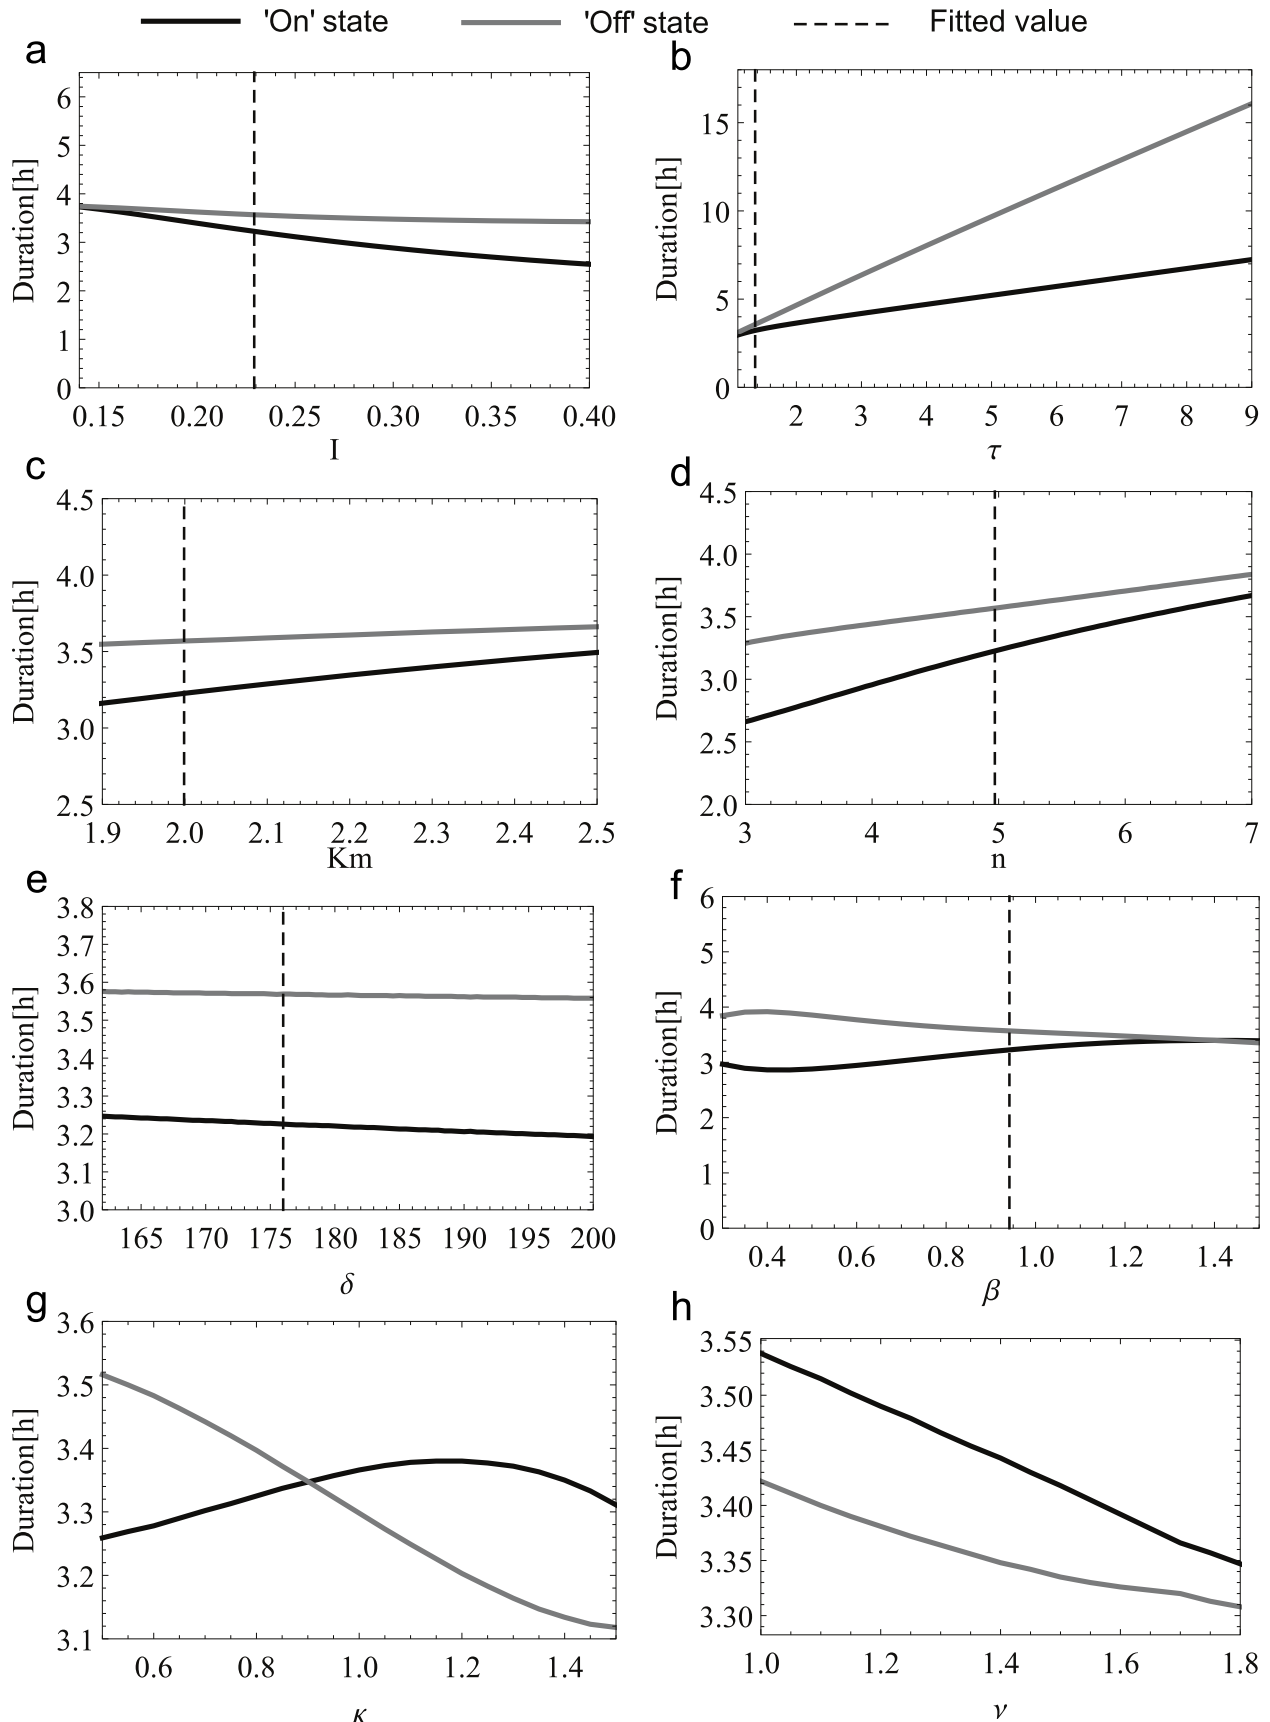 'On' state 'Off' state Fitted value
a
Duration[h]
6
5
4
3
2
1
0
0.15 0.20 0.25 0.30 0.35 0.40
I
b
Duration[h]
15
10
5
0
2 3 4 5 6 7 8 9
τ
c
Duration[h]
4.5
4.0
3.5
3.0
2.5
1.9 2.0 2.1 2.2 2.3 2.4 2.5
Km
d
Duration[h]
4.5
4.0
3.5
3.0
2.5
2.0
3 4 5 6 7
n
e
Duration[h]
3.8
3.7
3.6
3.5
3.4
3.3
3.2
3.1
3.0
165 170 175 180 185 190 195 200
δ
f
Duration[h]
6
5
4
3
2
1
0
0.4 0.6 0.8 1.0 1.2 1.4
β
g
Duration[h]
3.6
3.5
3.4
3.3
3.2
3.1
0.6 0.8 1.0 1.2 1.4
κ
h
Duration[h]
3.55
3.50
3.45
3.40
3.35
3.30
1.0 1.2 1.4 1.6 1.8
ν